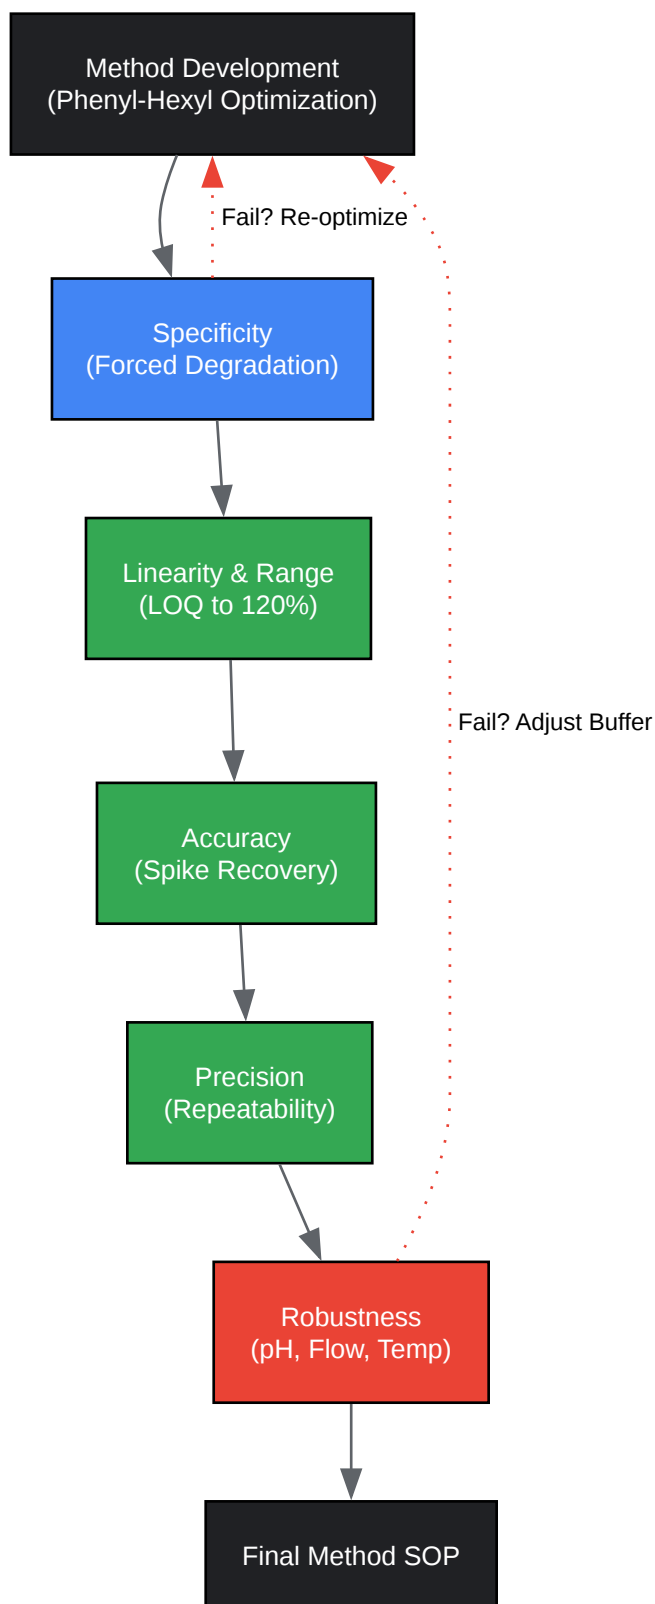 Method Development
(Phenyl-Hexyl Optimization)
Fail? Re-optimize
Specificity
(Forced Degradation)
Linearity & Range
(LOQ to 120%)
Fail? Adjust Buffer
Accuracy
(Spike Recovery)
Precision
(Repeatability)
Robustness
(pH, Flow, Temp)
Final Method SOP